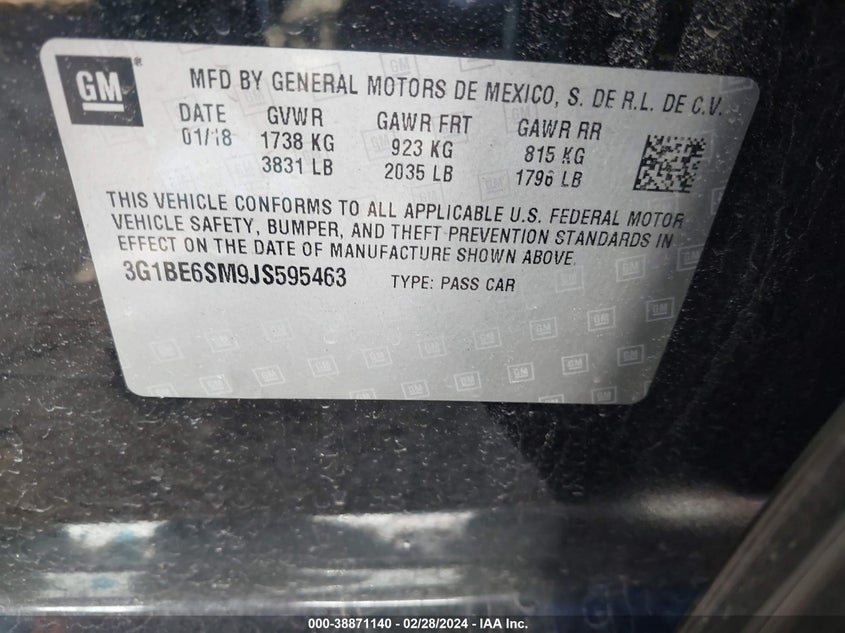 GM
MFD BY GENERAL MOTORS DE MEXICO, S. DE R.L. DE C.V.
DATE GVWR GAWR FRT GAWR RR
01/18 1738 KG 923 KG 815 KG
3831 LB 2035 LB 1796 LB
THIS VEHICLE CONFORMS TO ALL APPLICABLE U.S. FEDERAL MOTOR
VEHICLE SAFETY, BUMPER, AND THEFT PREVENTION STANDARDS IN
EFFECT ON THE DATE OF MANUFACTURE SHOWN ABOVE.
3G1BE6SM9JS595463 TYPE: PASS CAR
000-38871140 - 02/28/2024 - IAA Inc.